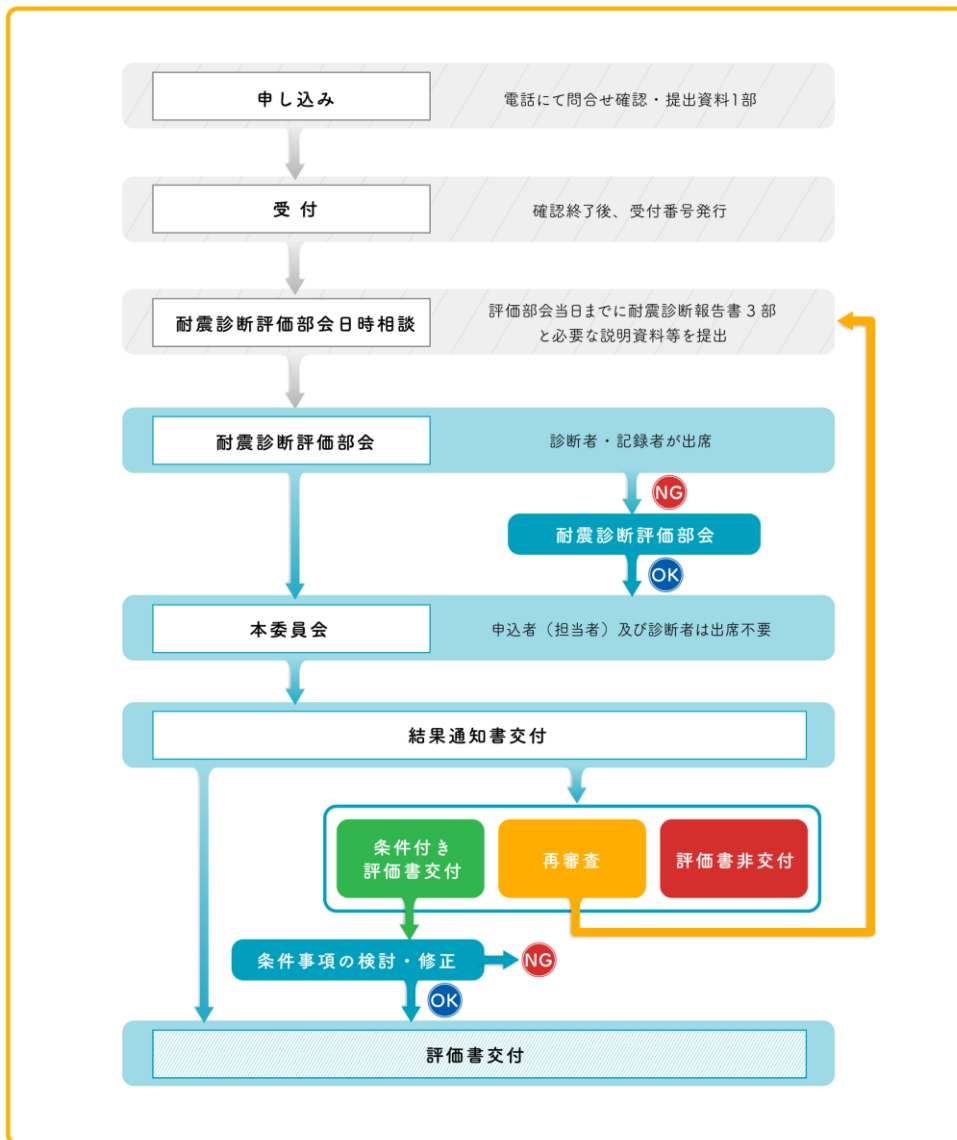 申し込み
電話にて問合せ確認・提出資料1部
受付
確認終了後、受付番号発行
耐震診断評価部会日時相談
評価部会当日までに耐震診断報告書3部
と必要な説明資料等を提出
耐震診断評価部会
診断者・記録者が出席
NG
耐震診断評価部会
OK
本委員会
申込者（担当者）及び診断者は出席不要
結果通知書交付
条件付き
評価書交付
再審査
評価書非交付
条件事項の検討・修正
NG
OK
評価書交付